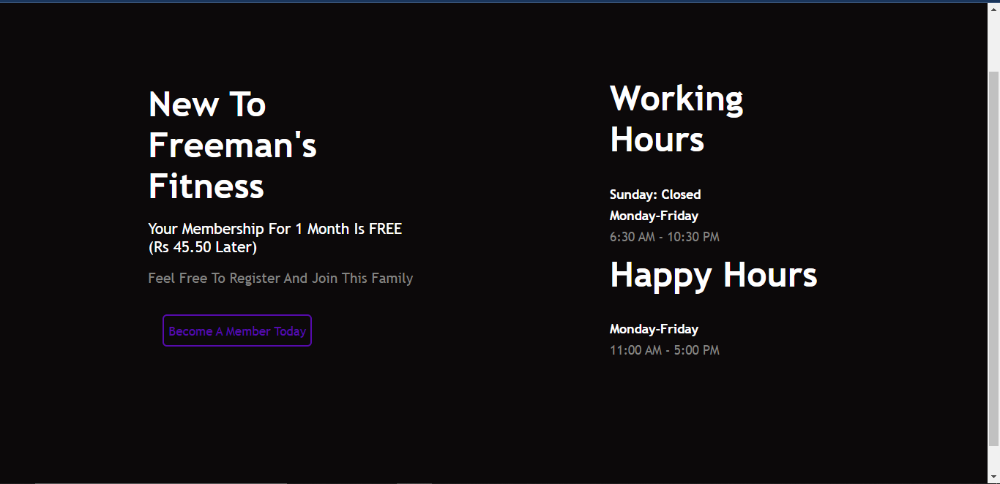 New To
Freeman's
Fitness
Your Membership For 1 Month Is FREE
(Rs 45.50 Later)
Feel Free To Register And Join This Family
Become A Member Today
Working
Hours
Sunday: Closed
Monday-Friday
6:30 AM - 10:30 PM
Happy Hours
Monday-Friday
11:00 AM - 5:00 PM